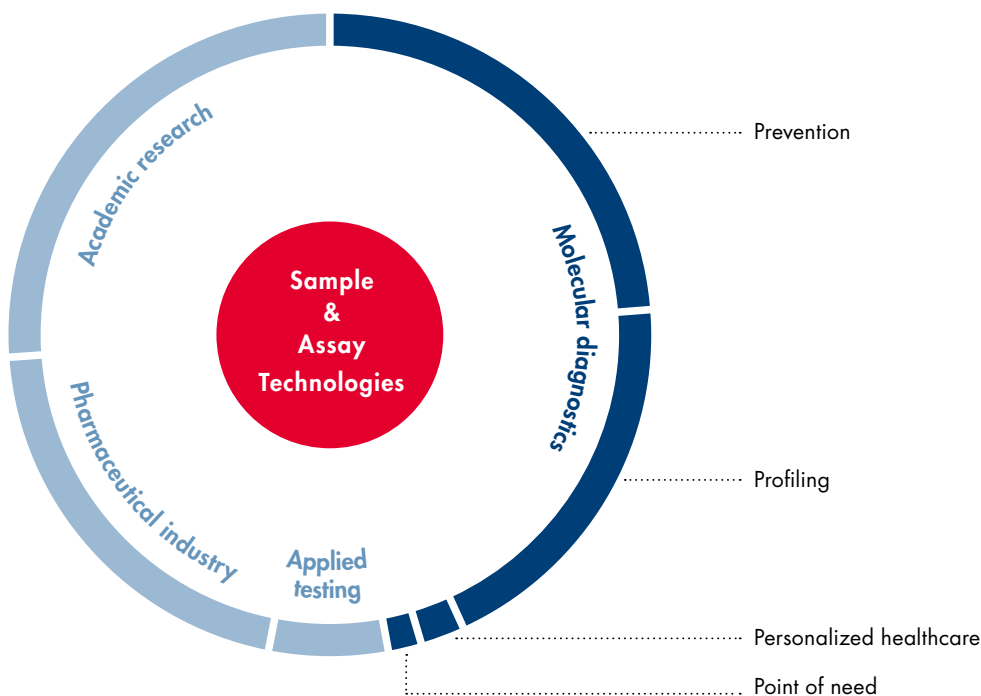 Academic research
Prevention
Molecular diagnostics
Sample
&
Assay
Technologies
Pharmaceutical industry
Profiling
Applied
testing
Personalized healthcare
Point of need